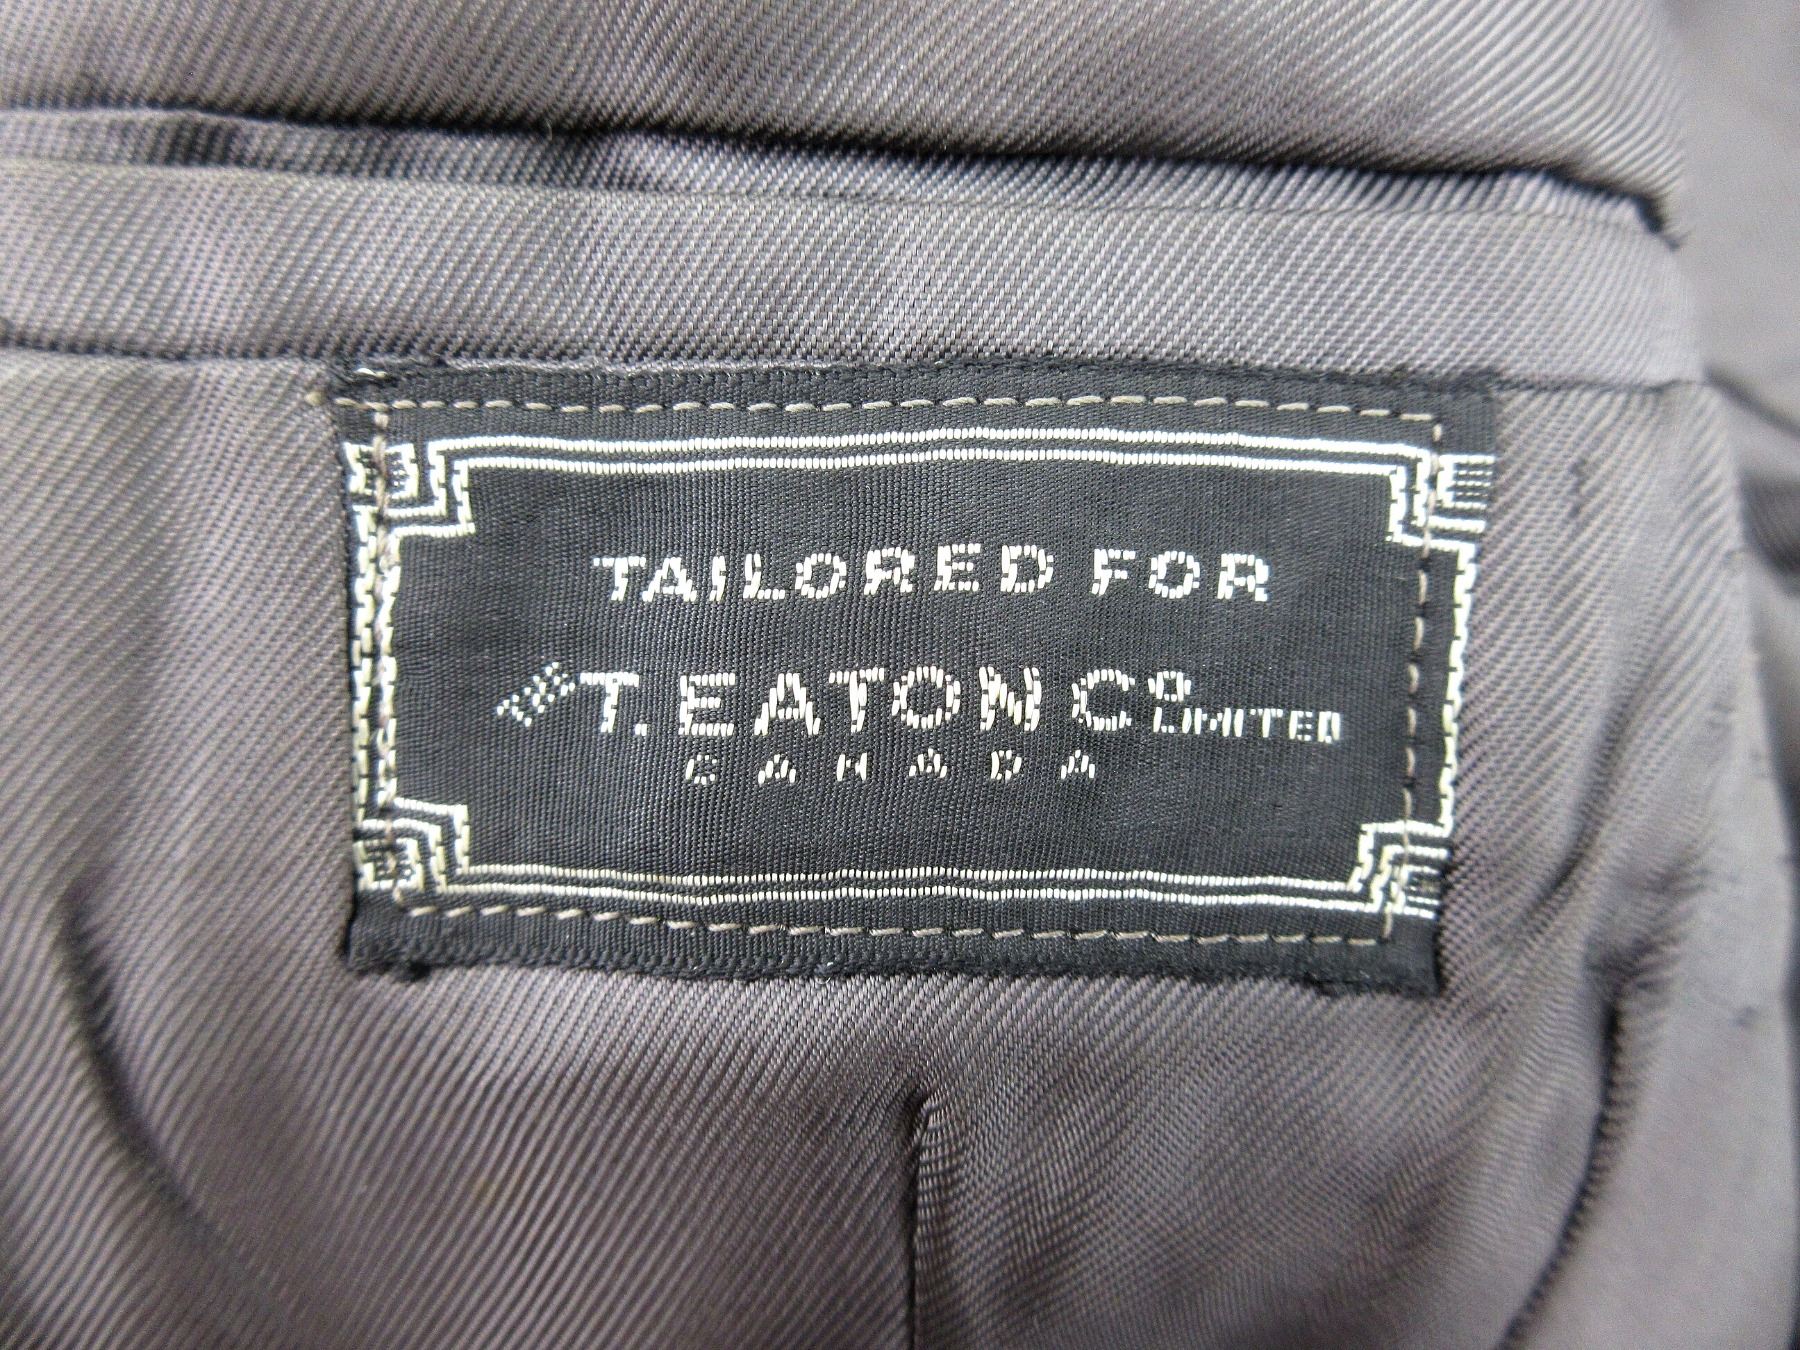 TAILORED FOR
THE T. EATON Co LIMITED
CANADA